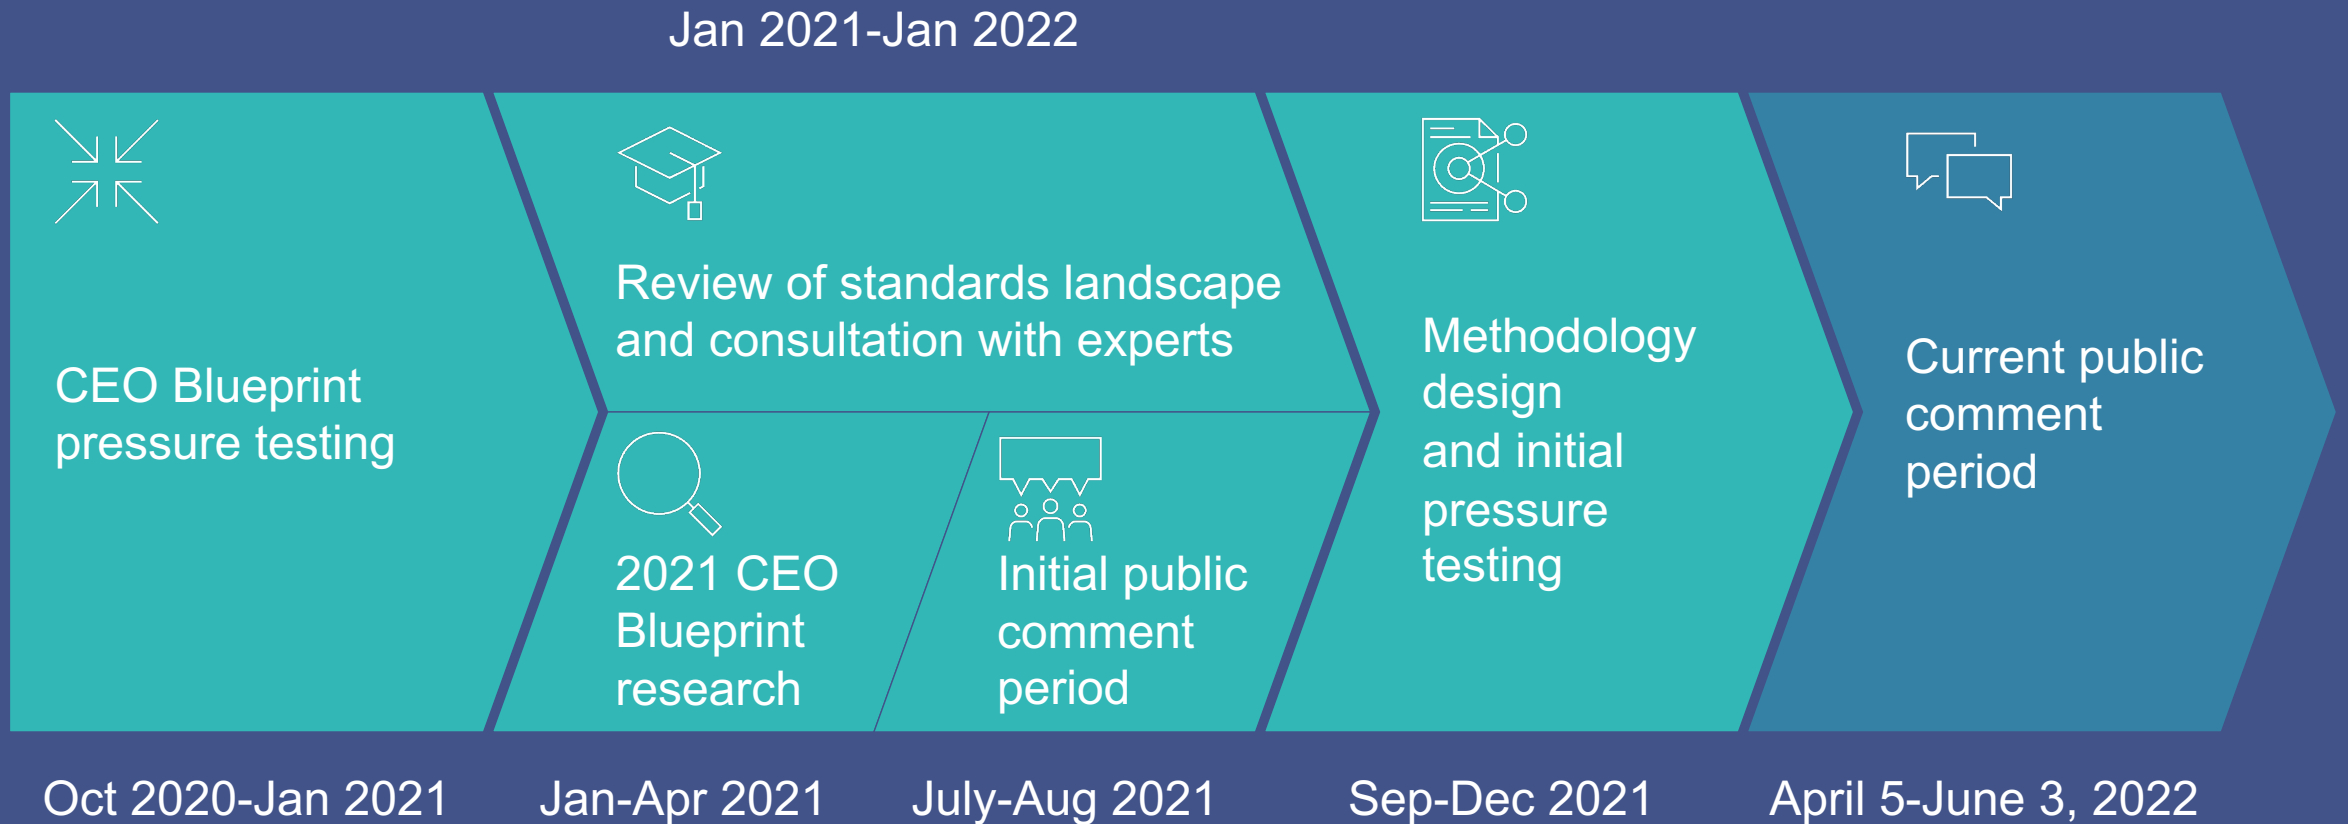 Jan 2021-Jan 2022
CEO Blueprint
pressure testing
Review of standards landscape
and consultation with experts
2021 CEO
Blueprint
research
Initial public
comment
period
Methodology
design
and initial
pressure
testing
Current public
comment
period
Oct 2020-Jan 2021
Jan-Apr 2021
July-Aug 2021
Sep-Dec 2021
April 5-June 3, 2022